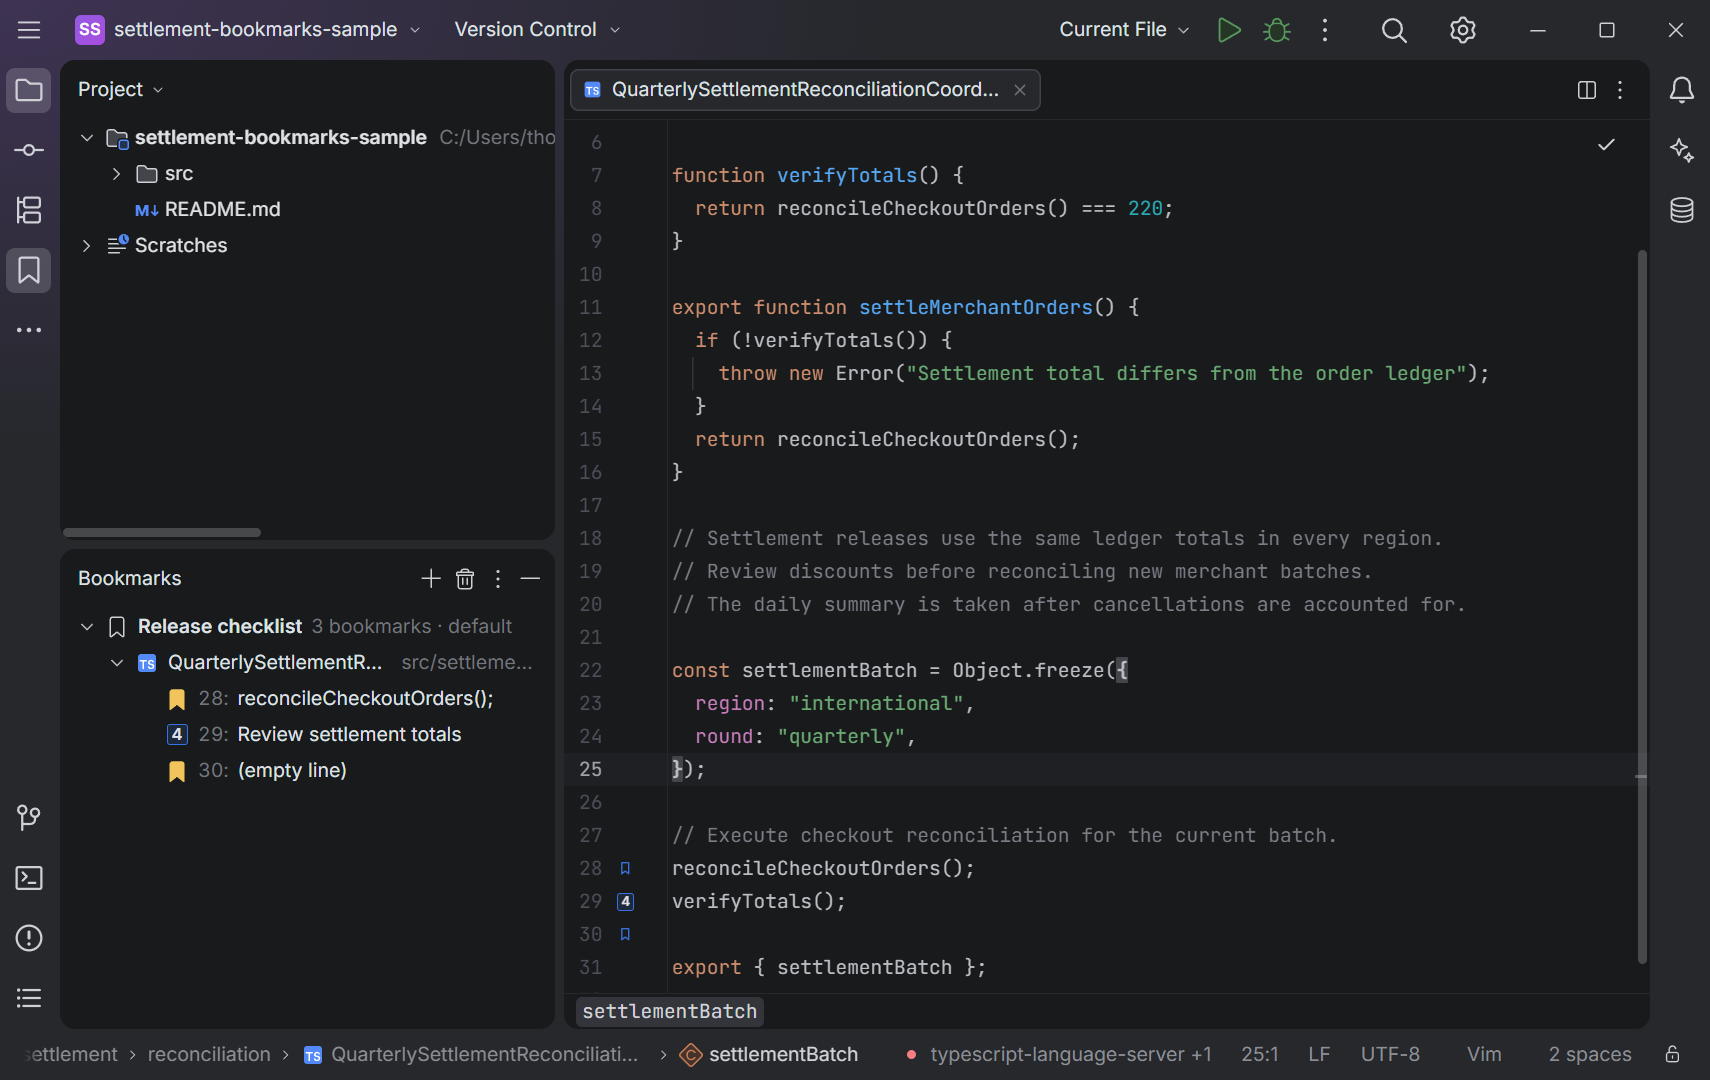 SS settlement-bookmarks-sample Version Control Current File
Project
settlement-bookmarks-sample C:/Users/tho
src
M↓ README.md
Scratches
Bookmarks
Release checklist 3 bookmarks · default
TS QuarterlySettlementR... src/settleme...
28: reconcileCheckoutOrders();
4 29: Review settlement totals
30: (empty line)
TS QuarterlySettlementReconciliationCoord...
6
7 function verifyTotals() {
8 return reconcileCheckoutOrders() === 220;
9 }
10
11 export function settleMerchantOrders() {
12 if (!verifyTotals()) {
13 throw new Error("Settlement total differs from the order ledger");
14 }
15 return reconcileCheckoutOrders();
16 }
17
18 // Settlement releases use the same ledger totals in every region.
19 // Review discounts before reconciling new merchant batches.
20 // The daily summary is taken after cancellations are accounted for.
21
22 const settlementBatch = Object.freeze({
23 region: "international",
24 round: "quarterly",
25 });
26
27 // Execute checkout reconciliation for the current batch.
28 reconcileCheckoutOrders();
29 4 verifyTotals();
30
31 export { settlementBatch };
settlementBatch
ettlement › reconciliation › TS QuarterlySettlementReconciliati... › C settlementBatch typescript-language-server +1 25:1 LF UTF-8 Vim 2 spaces